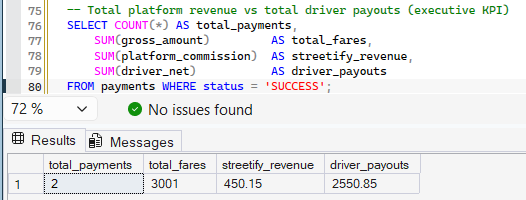 75 -- Total platform revenue vs total driver payouts (executive KPI)
76 SELECT COUNT(*) AS total_payments,
77 SUM(gross_amount) AS total_fares,
78 SUM(platform_commission) AS streetify_revenue,
79 SUM(driver_net) AS driver_payouts
80 FROM payments WHERE status = 'SUCCESS';
72 % No issues found
Results Messages
total_payments total_fares streetify_revenue driver_payouts
1 2 3001 450.15 2550.85